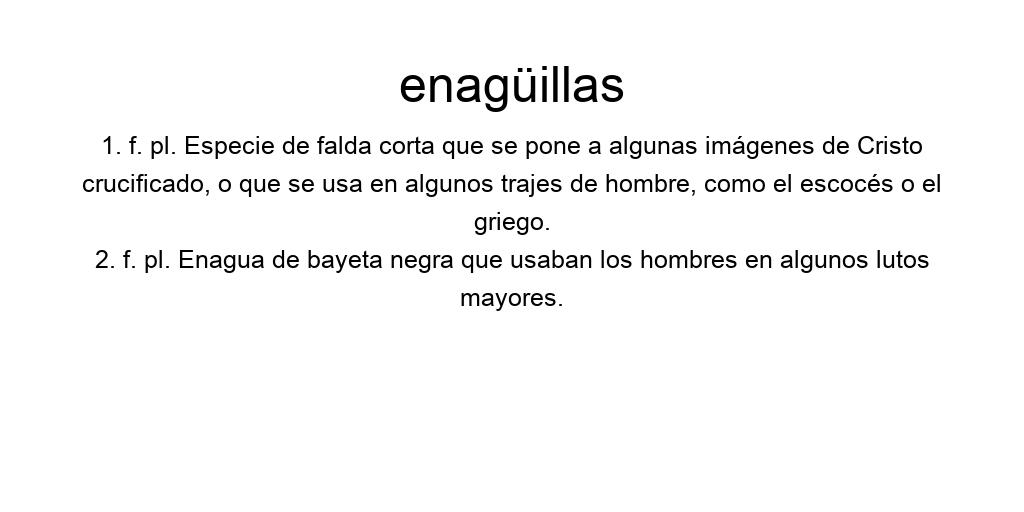 enagüillas
1. f. pl. Especie de falda corta que se pone a algunas imágenes de Cristo
crucificado, o que se usa en algunos trajes de hombre, como el escocés o el
griego.
2. f. pl. Enagua de bayeta negra que usaban los hombres en algunos lutos
mayores.